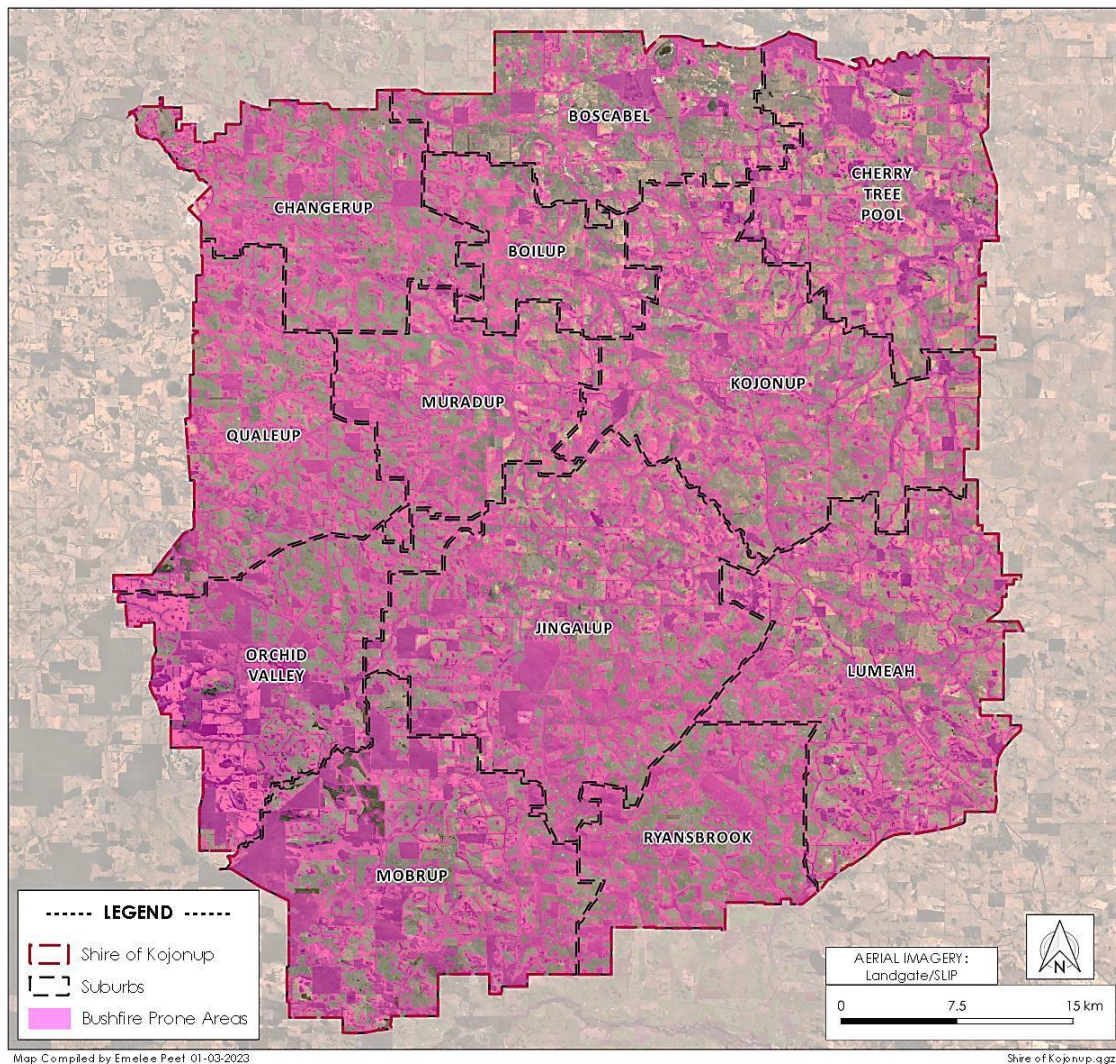 BOSCABEL
CHERRY
TREE
POOL
CHANGERUP
BOILUP
KOJONUP
MURADUP
QUALEUP
JINGALUP
ORCHID
VALLEY
LUMEAH
RYANSBROOK
MOBRUP
------ LEGEND ------
Shire of Kojonup
Suburbs
Bushfire Prone Areas
AERIAL IMAGERY:
Landgate/SLIP
N
0 7.5 15 km
Map Compiled by Emelee Peet 01-03-2023
Shire of Kojonup.qgz